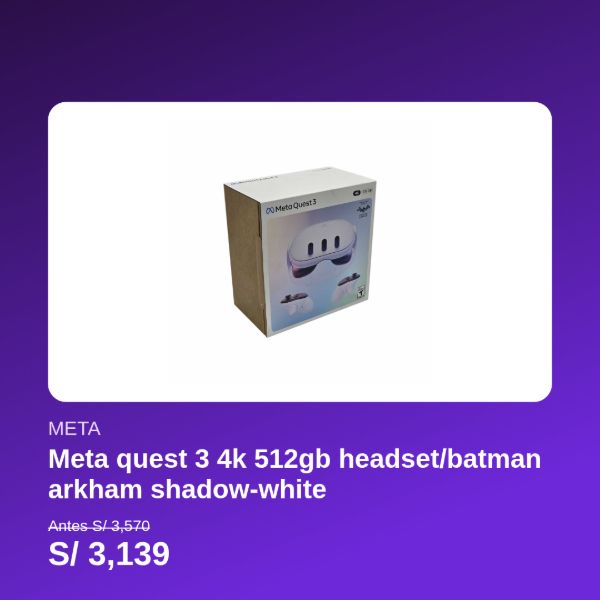 Meta Quest 3
META
Meta quest 3 4k 512gb headset/batman
arkham shadow-white
Antes S/ 3,570
S/ 3,139